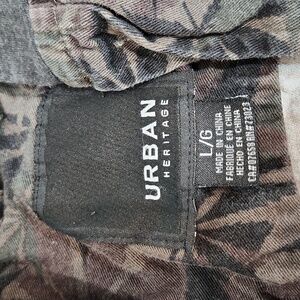 URBAN
HERITAGE
L/G
MADE IN CHINA
FABRIQUÉ EN CHINE
HECHO EN CHINA